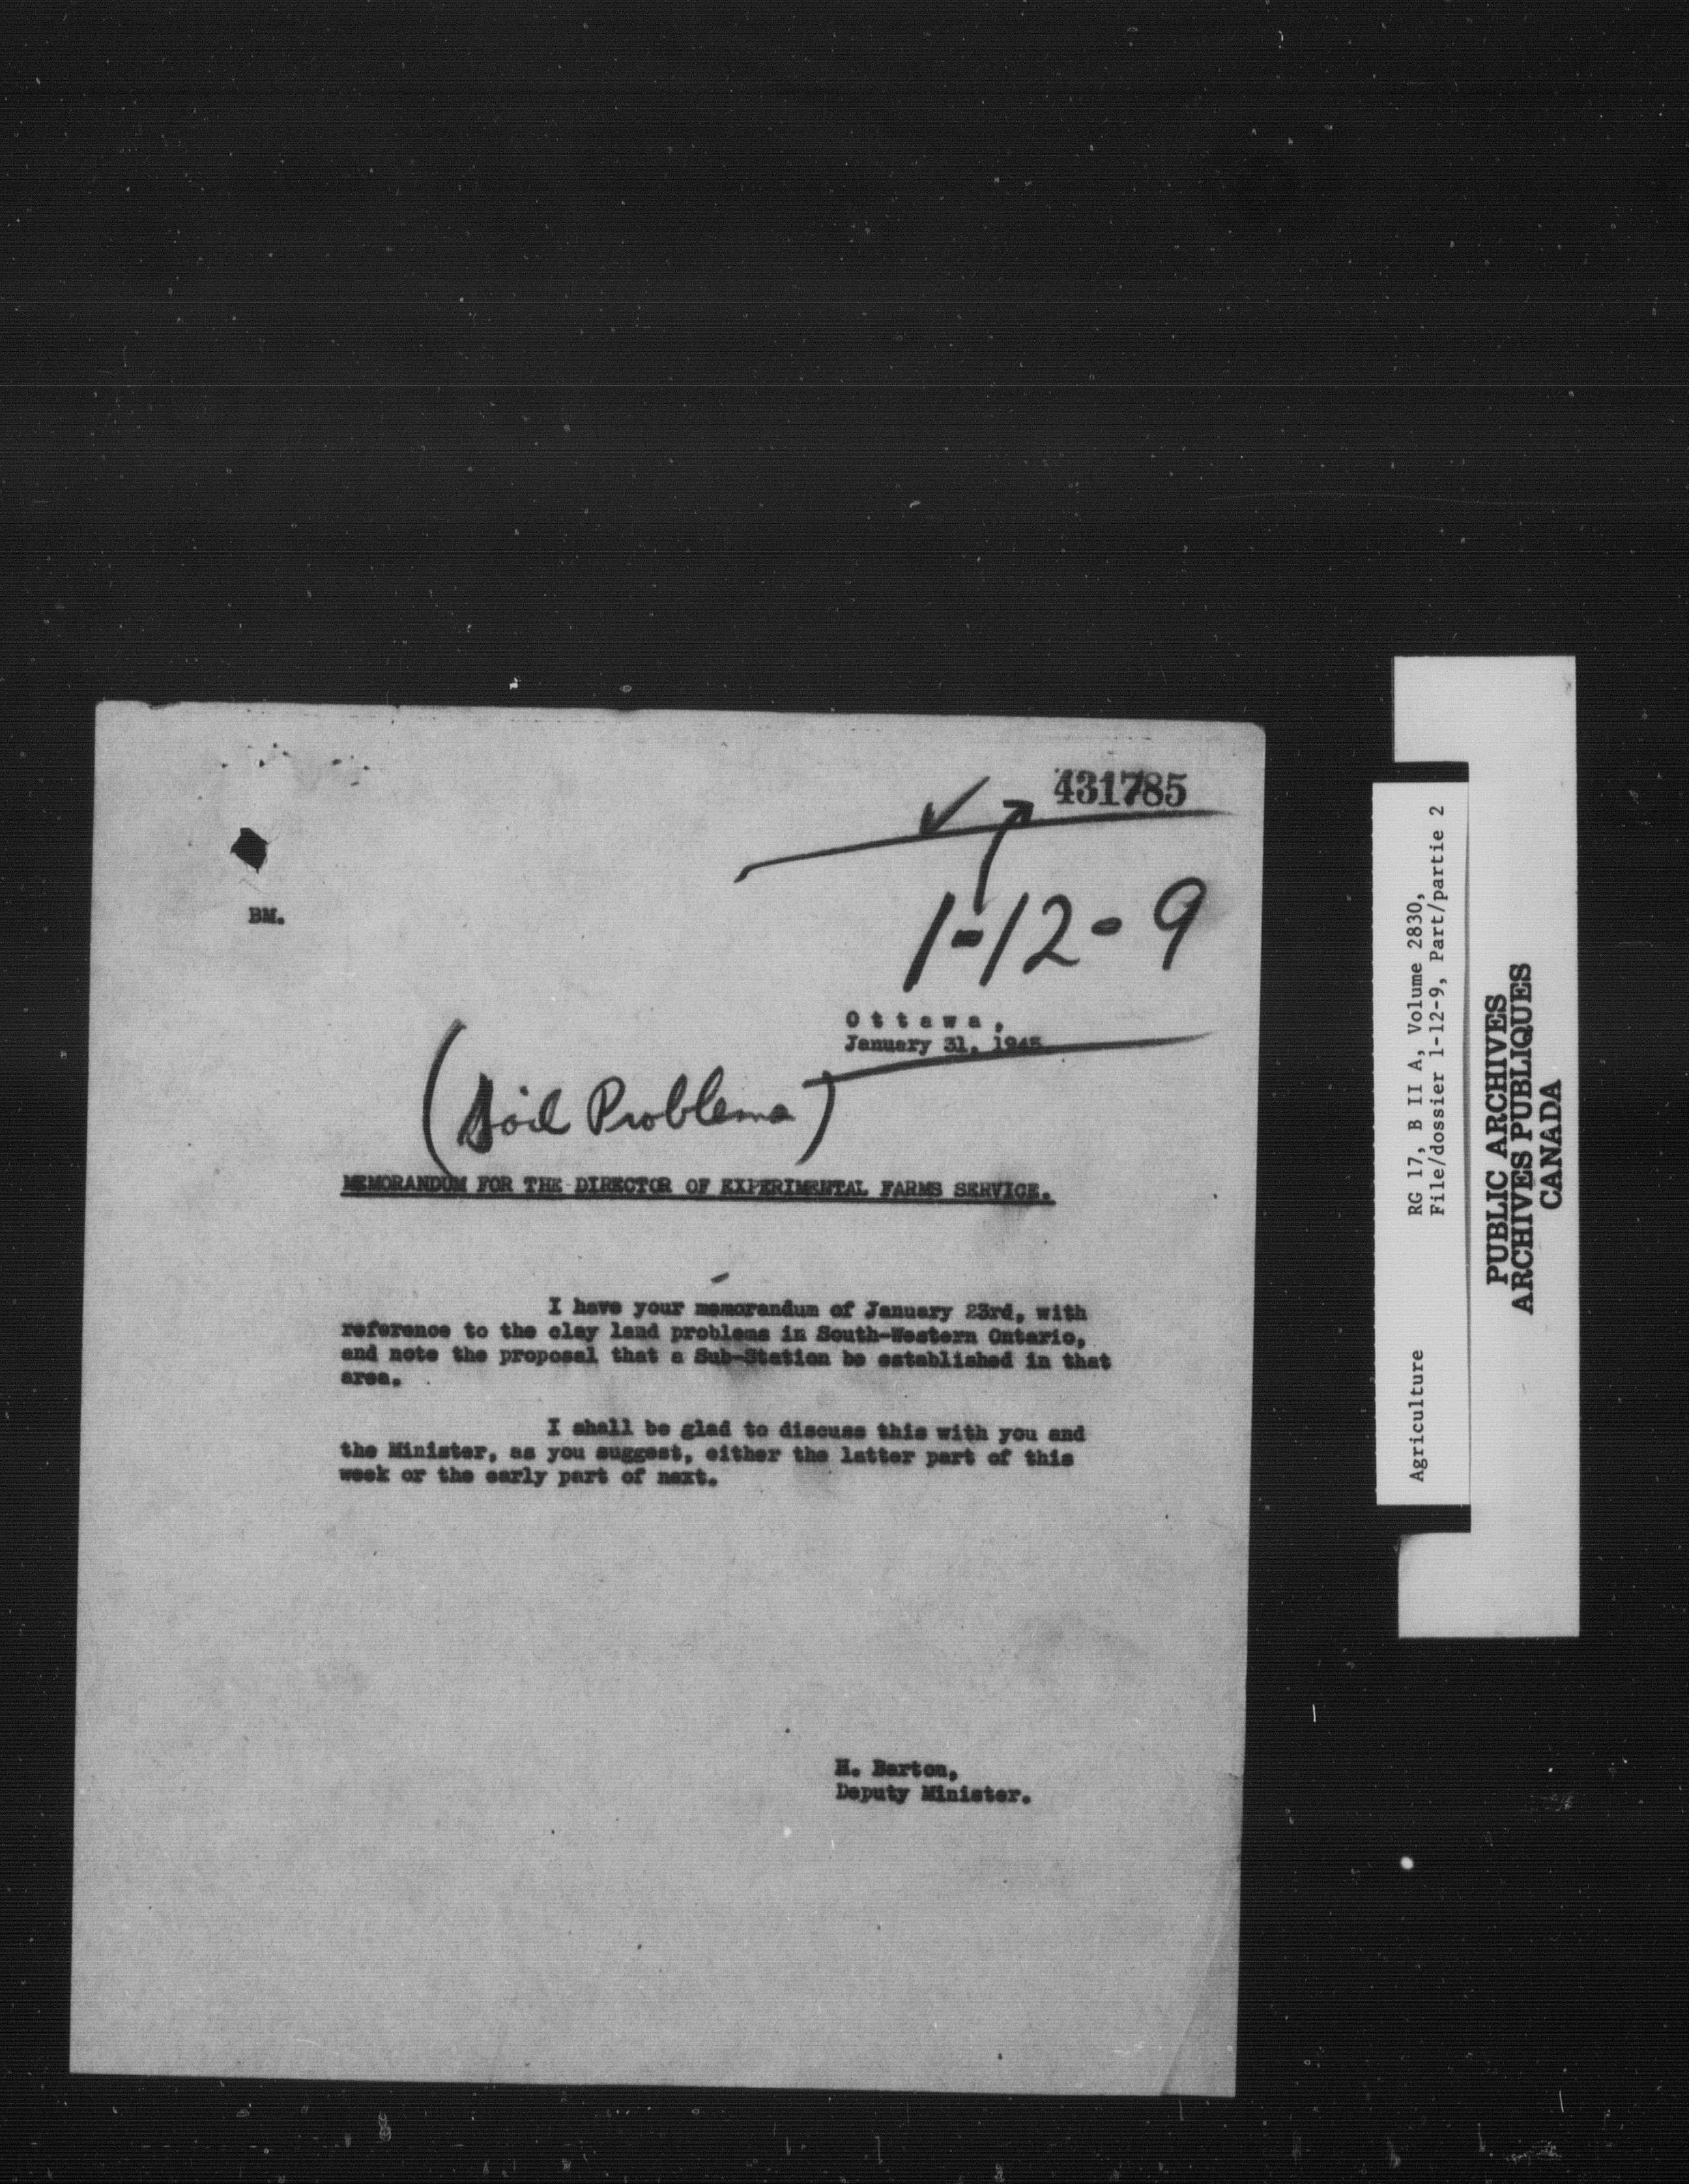 431785
1-12-9
BM.
Ottawa,
January 31, 1945
(Soil Problems)
MEMORANDUM FOR THE DIRECTOR OF EXPERIMENTAL FARMS SERVICE.
I have your memorandum of January 23rd, with
reference to the clay land problems in South-Western Ontario,
and note the proposal that a Sub-Station be established in that
area.
I shall be glad to discuss this with you and
the Minister, as you suggest, either the latter part of this
week or the early part of next.
H. Barton,
Deputy Minister.
Agriculture RG 17, B II A, Volume 2830,
File/dossier 1-12-9, Part/partie 2
PUBLIC ARCHIVES
ARCHIVES PUBLIQUES
CANADA